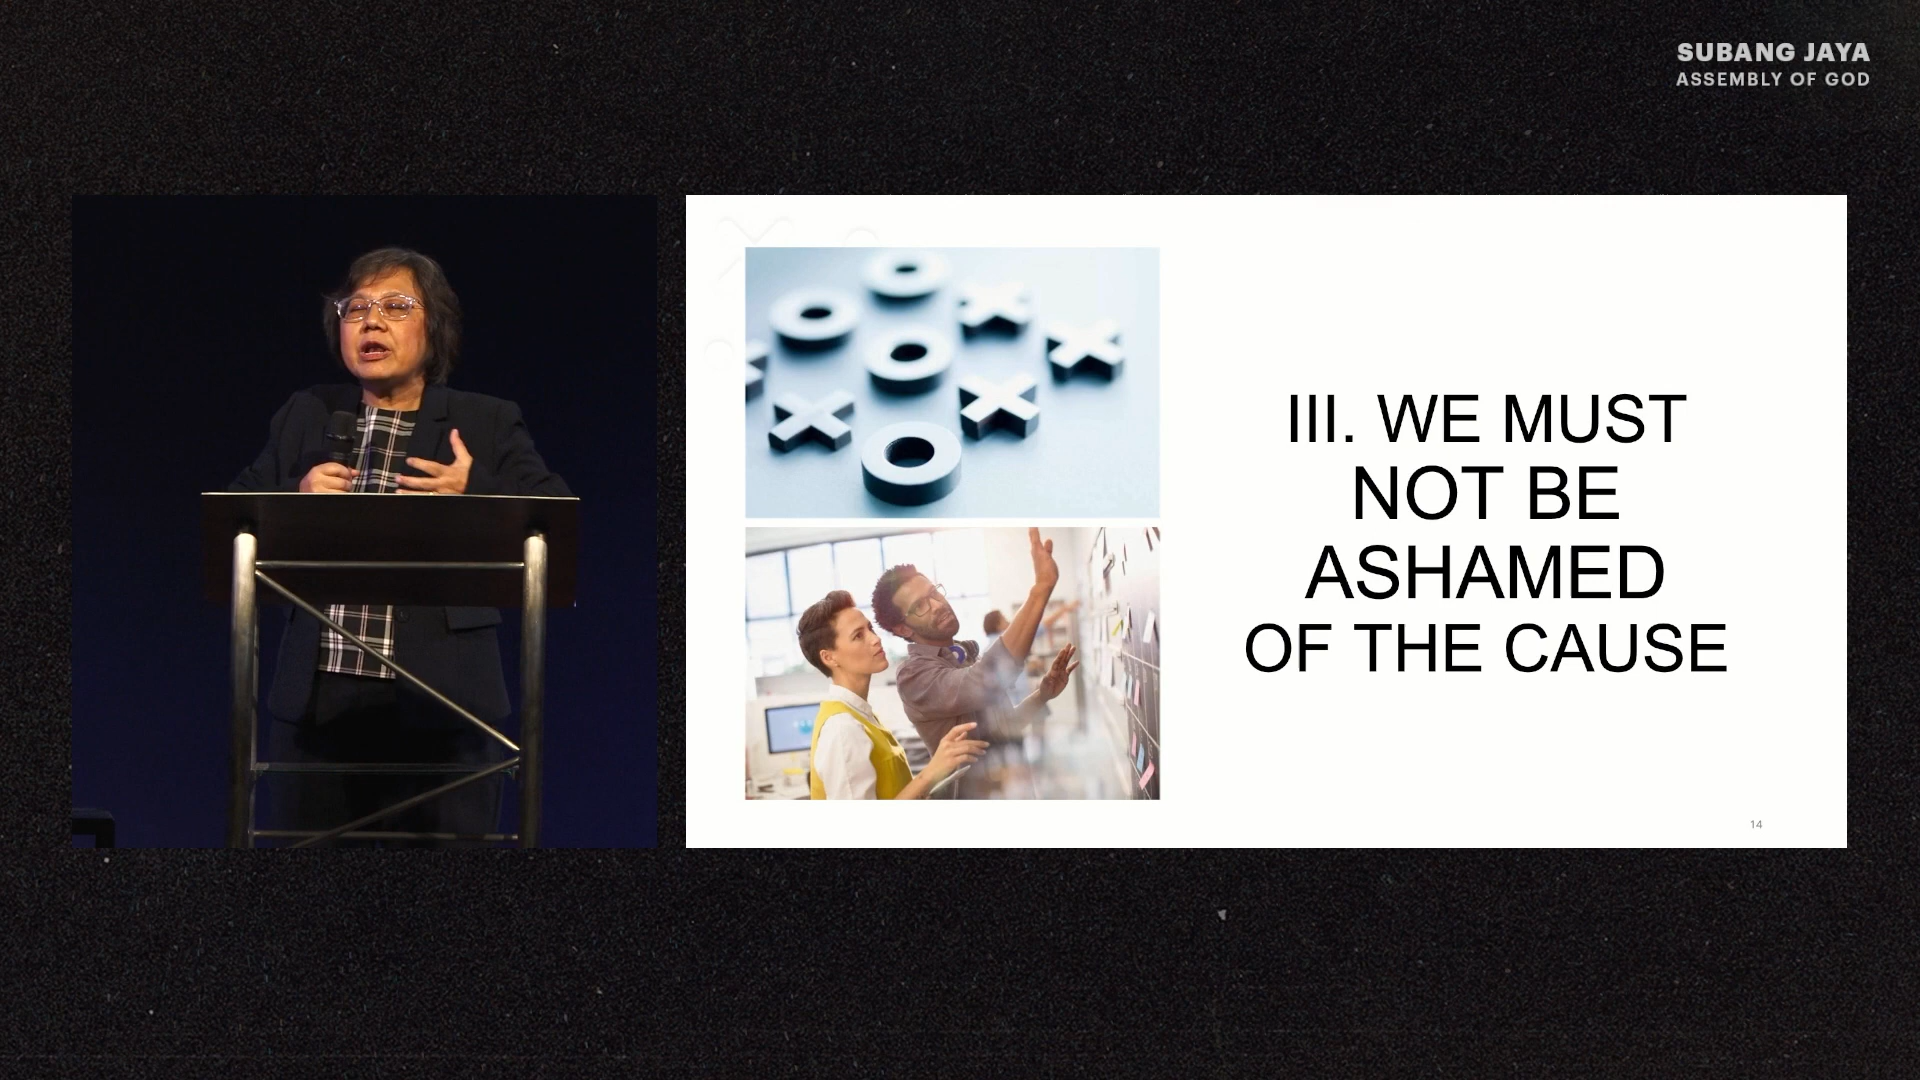 SUBANG JAYA
ASSEMBLY OF GOD
III. WE MUST
NOT BE
ASHAMED
OF THE CAUSE
14